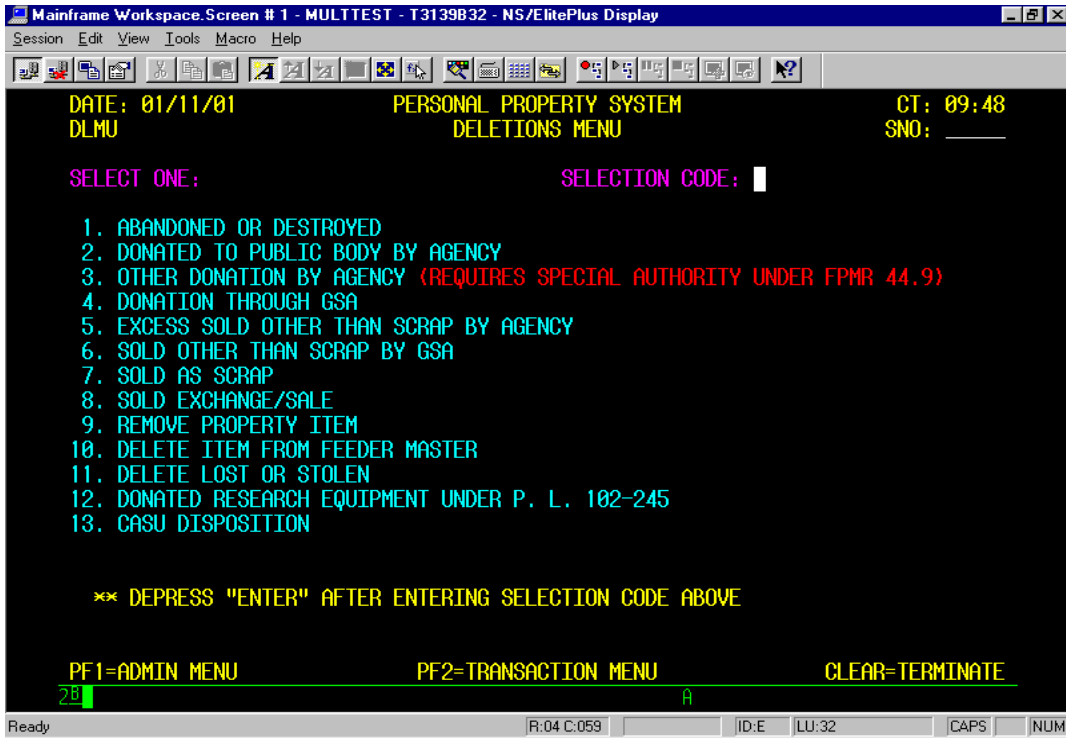 Mainframe Workspace.Screen # 1 - MULTTEST - T3139B32 - NS/ElitePlus Display
Session Edit View Tools Macro Help
DATE: 01/11/01 PERSONAL PROPERTY SYSTEM CT: 09:48
DLMU DELETIONS MENU SNO: _____
SELECT ONE: SELECTION CODE:
1. ABANDONED OR DESTROYED
2. DONATED TO PUBLIC BODY BY AGENCY
3. OTHER DONATION BY AGENCY (REQUIRES SPECIAL AUTHORITY UNDER FPMR 44.9)
4. DONATION THROUGH GSA
5. EXCESS SOLD OTHER THAN SCRAP BY AGENCY
6. SOLD OTHER THAN SCRAP BY GSA
7. SOLD AS SCRAP
8. SOLD EXCHANGE/SALE
9. REMOVE PROPERTY ITEM
10. DELETE ITEM FROM FEEDER MASTER
11. DELETE LOST OR STOLEN
12. DONATED RESEARCH EQUIPMENT UNDER P. L. 102-245
13. CASU DISPOSITION
** DEPRESS "ENTER" AFTER ENTERING SELECTION CODE ABOVE
PF1=ADMIN MENU PF2=TRANSACTION MENU CLEAR=TERMINATE
2B A
Ready R:04 C:059 ID:E LU:32 CAPS NUM